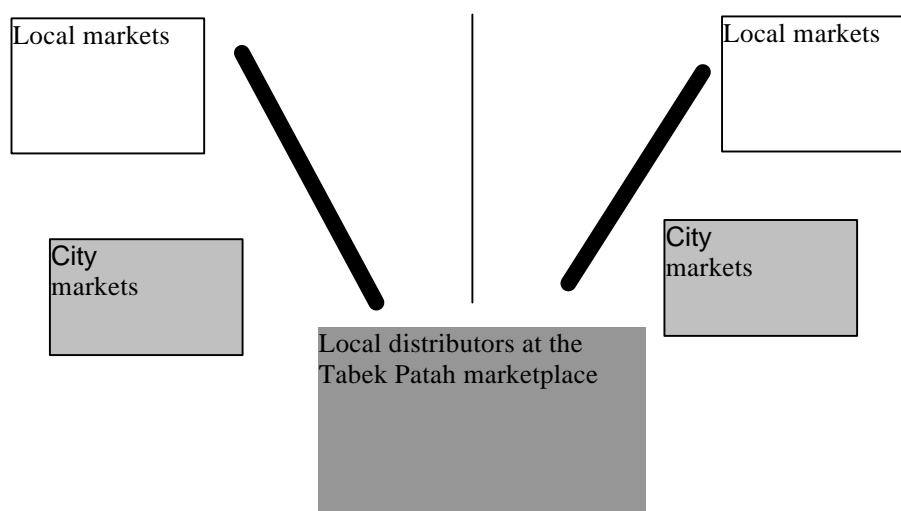 Local markets
Local markets
City
markets
City
markets
Local distributors at the
Tabek Patah marketplace